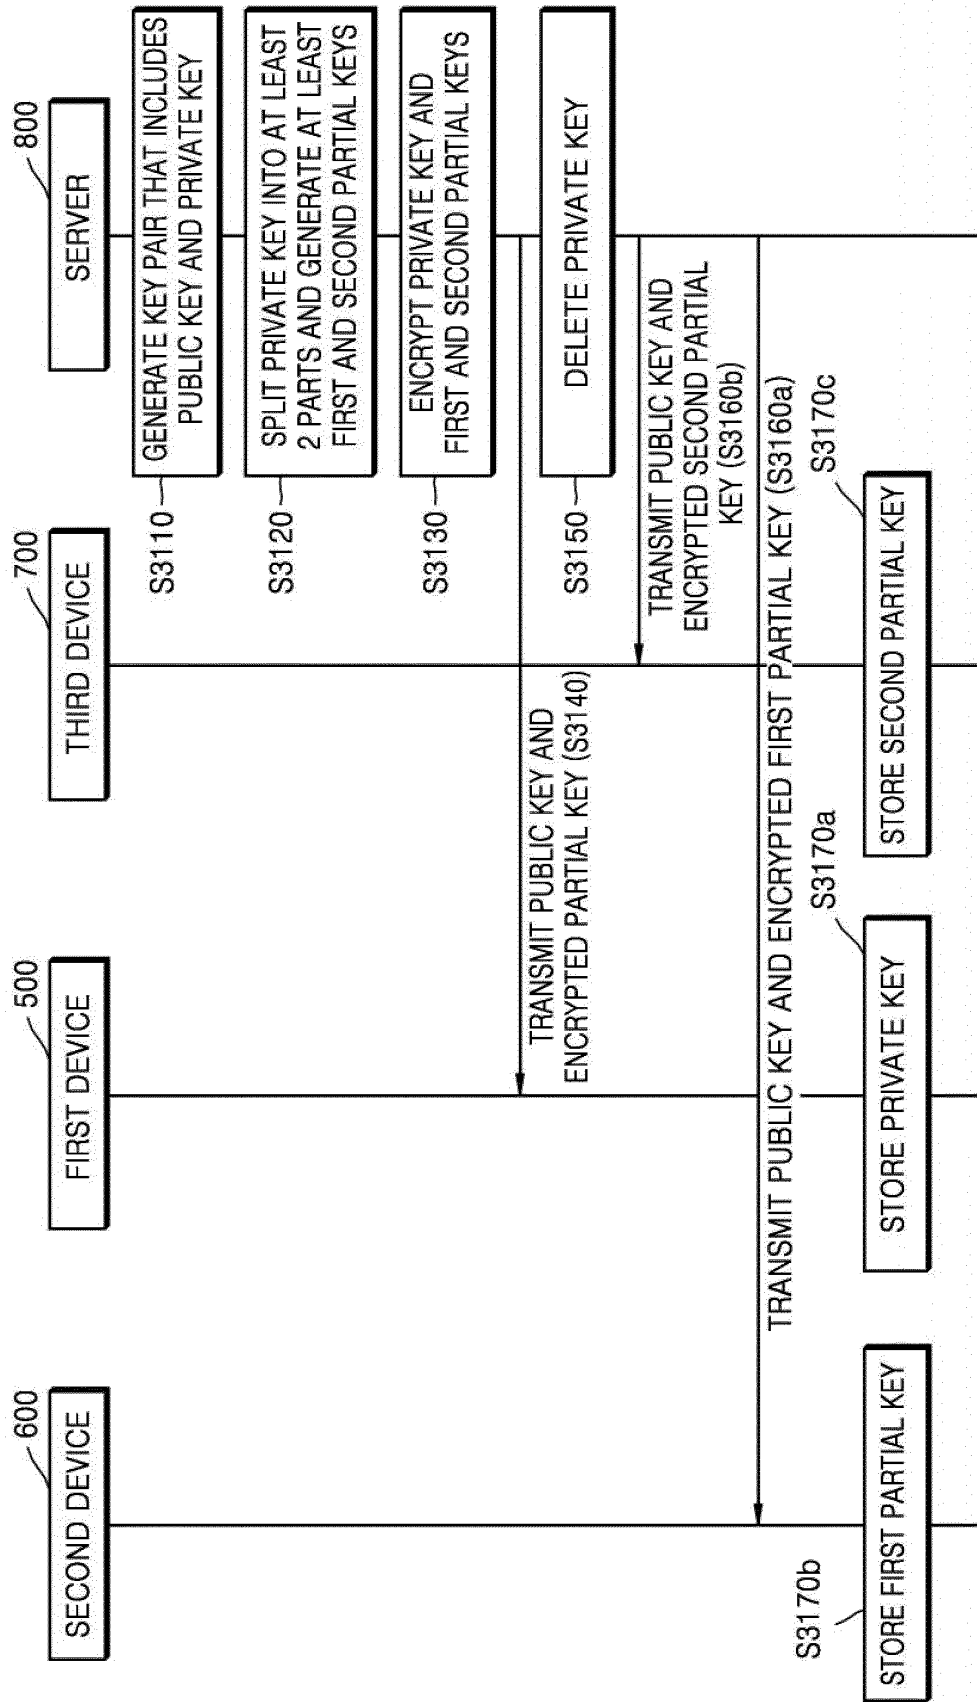 600
500
700
800
SECOND DEVICE
FIRST DEVICE
THIRD DEVICE
SERVER
S3110
GENERATE KEY PAIR THAT INCLUDES
PUBLIC KEY AND PRIVATE KEY
S3120
SPLIT PRIVATE KEY INTO AT LEAST
2 PARTS AND GENERATE AT LEAST
FIRST AND SECOND PARTIAL KEYS
S3130
ENCRYPT PRIVATE KEY AND
FIRST AND SECOND PARTIAL KEYS
TRANSMIT PUBLIC KEY AND
ENCRYPTED PARTIAL KEY (S3140)
S3150
DELETE PRIVATE KEY
TRANSMIT PUBLIC KEY AND
ENCRYPTED SECOND PARTIAL
KEY (S3160b)
TRANSMIT PUBLIC KEY AND ENCRYPTED FIRST PARTIAL KEY (S3160a)
S3170b
S3170a
S3170c
STORE FIRST PARTIAL KEY
STORE PRIVATE KEY
STORE SECOND PARTIAL KEY